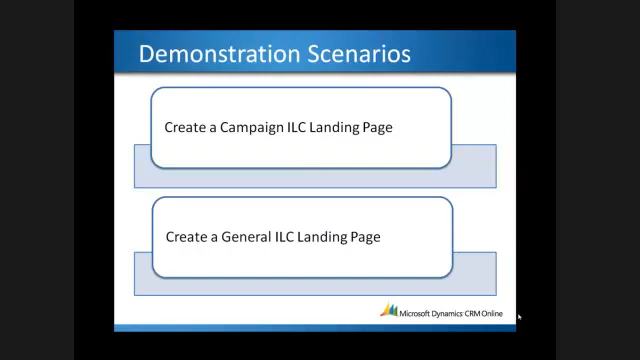 Demonstration Scenarios
Create a Campaign ILC Landing Page
Create a General ILC Landing Page
Microsoft Dynamics CRM Online